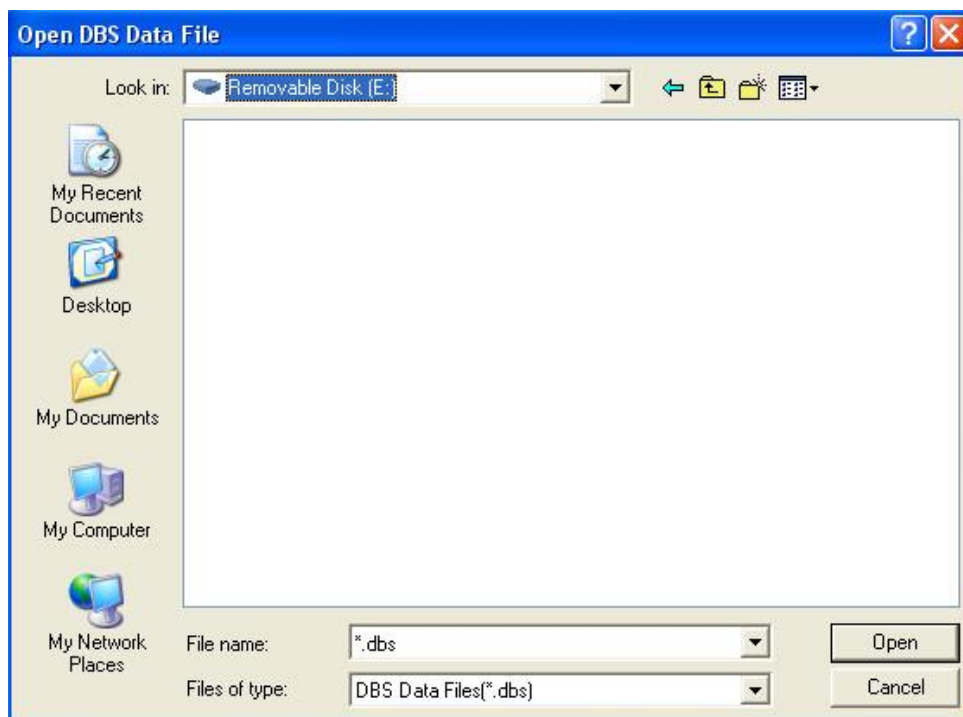 Open DBS Data File
Look in:
Removable Disk (E:
My Recent
Documents
Desktop
My Documents
My Computer
My Network
Places
File name:
*.dbs
Open
Files of type:
DBS Data Files(*.dbs)
Cancel